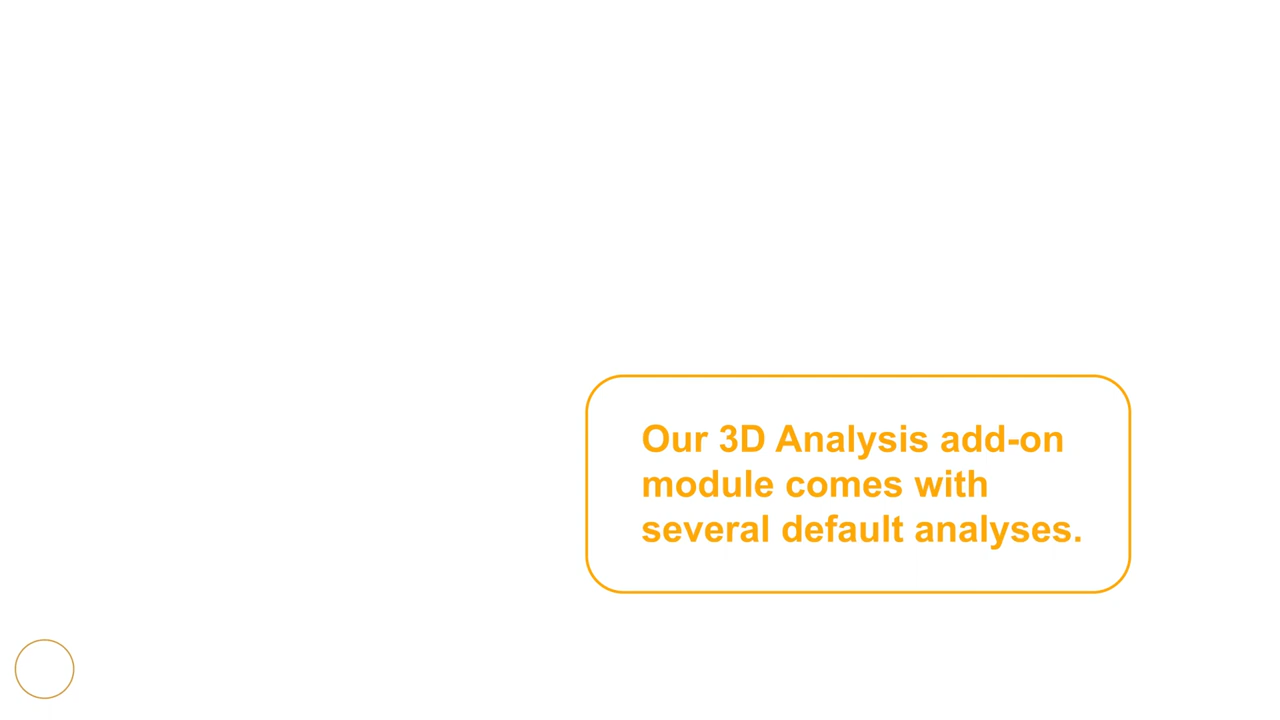 Our 3D Analysis add-on
module comes with
several default analyses.